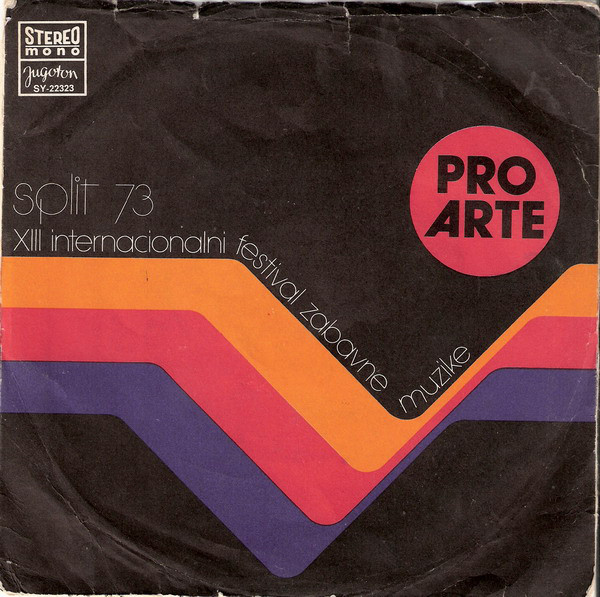 STEREO
mono
Jugoton
SY-22323
PRO
ARTE
split 73
XIII internacionalni festival zabavne muzike